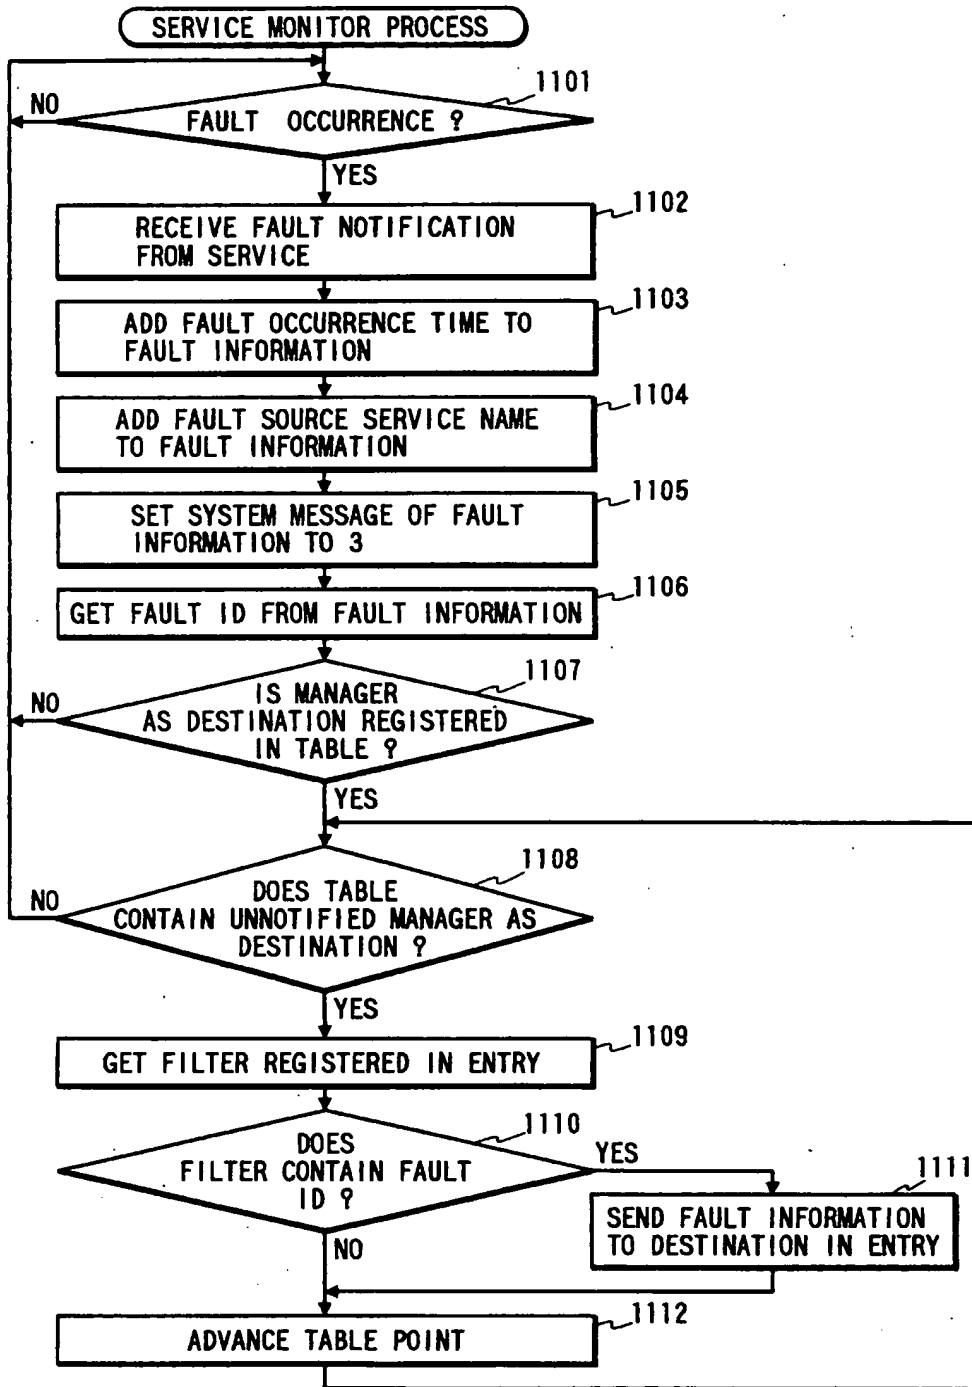 SERVICE MONITOR PROCESS
1101
NO
FAULT OCCURRENCE ?
YES
1102
RECEIVE FAULT NOTIFICATION
FROM SERVICE
1103
ADD FAULT OCCURRENCE TIME TO
FAULT INFORMATION
1104
ADD FAULT SOURCE SERVICE NAME
TO FAULT INFORMATION
1105
SET SYSTEM MESSAGE OF FAULT
INFORMATION TO 3
1106
GET FAULT ID FROM FAULT INFORMATION
1107
NO
IS MANAGER
AS DESTINATION REGISTERED
IN TABLE ?
YES
1108
NO
DOES TABLE
CONTAIN UNNOTIFIED MANAGER AS
DESTINATION ?
YES
1109
GET FILTER REGISTERED IN ENTRY
1110
DOES
FILTER CONTAIN FAULT
ID ?
YES
1111
SEND FAULT INFORMATION
TO DESTINATION IN ENTRY
NO
1112
ADVANCE TABLE POINT